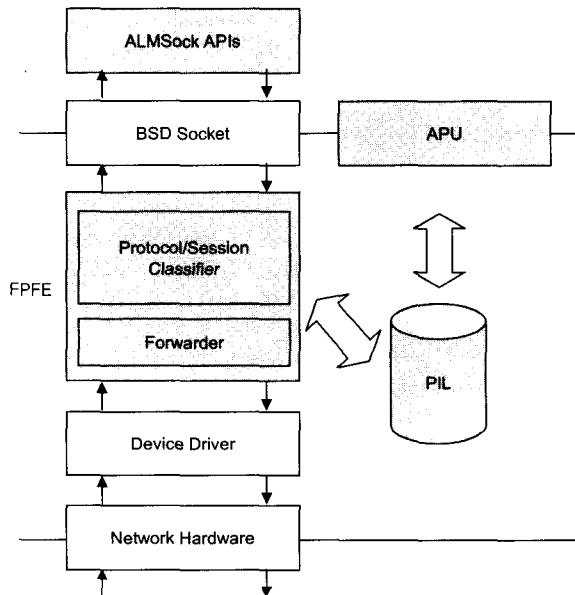 ALMSock APIs
BSD Socket
APU
Protocol/Session
Classifier
FPFE
Forwarder
PIL
Device Driver
Network Hardware